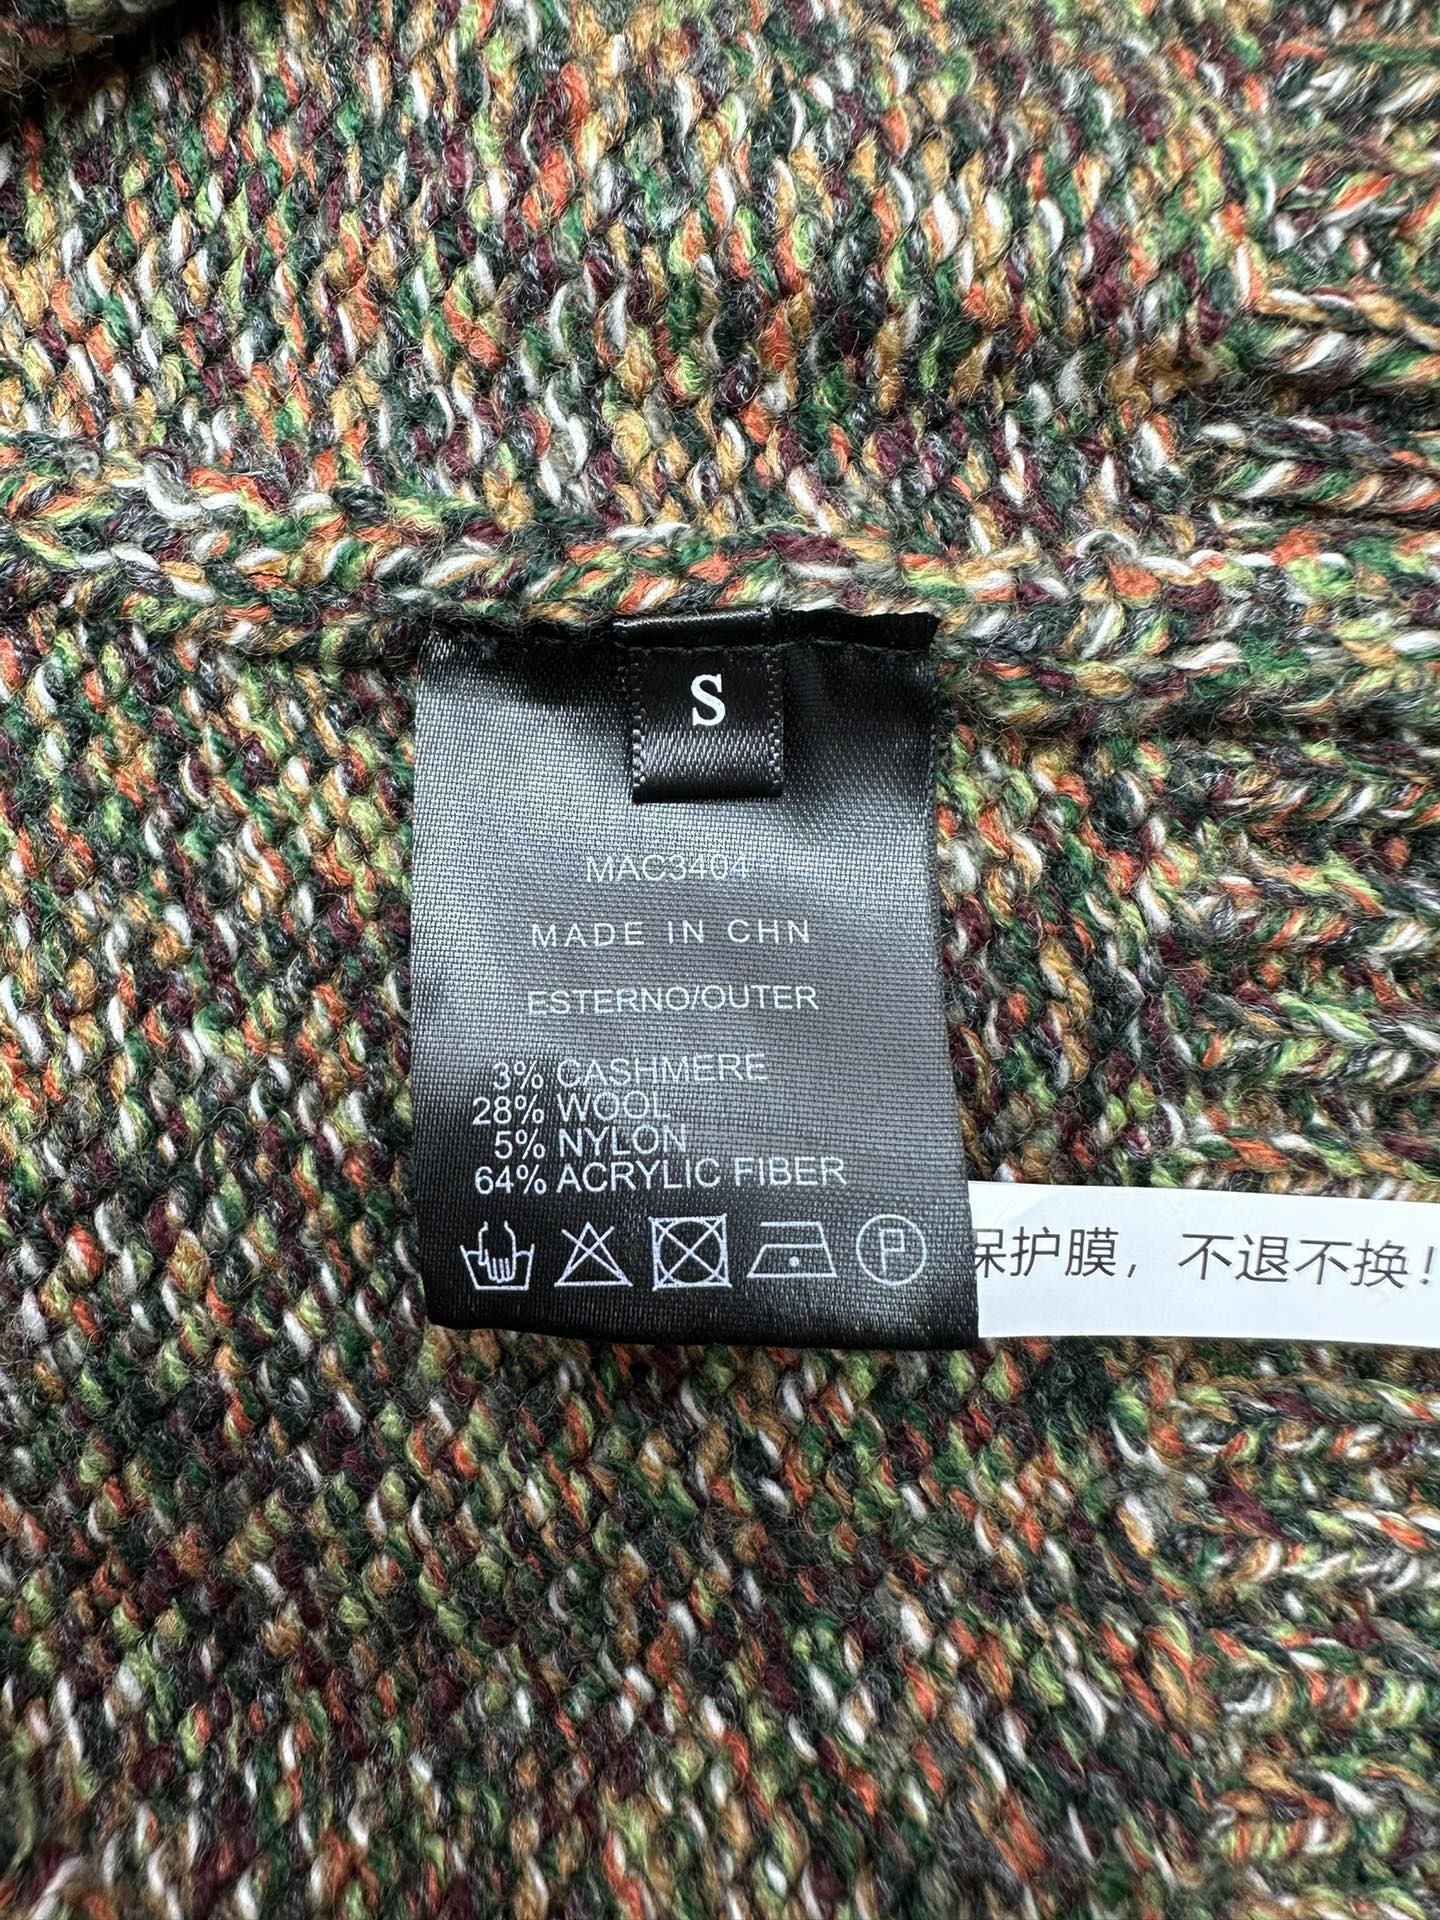 S
MAC3404
MADE IN CHN
ESTERNO/OUTER
3% CASHMERE
28% WOOL
5% NYLON
64% ACRYLIC FIBER
P
保护膜，不退不换！